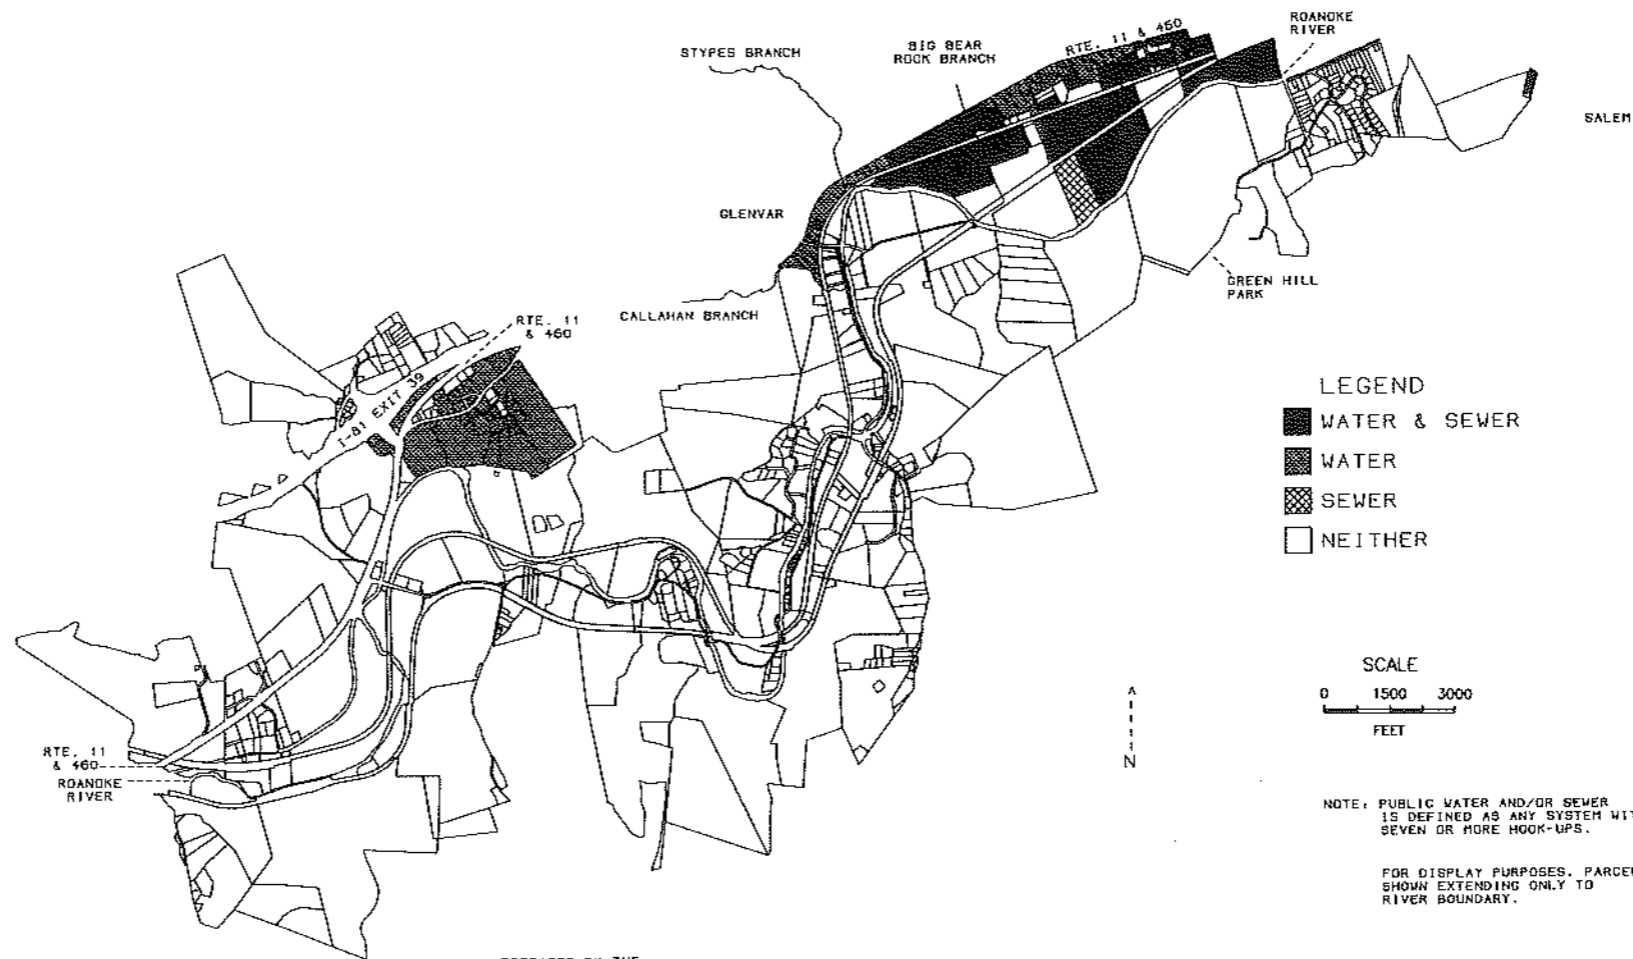 ROANOKE
RIVER
STYPES BRANCH
BIG BEAR
ROOK BRANCH
RTE. 11 & 460
SALEM
GLENVAR
GREEN HILL
PARK
CALLAHAN BRANCH
RTE. 11
& 460
I-81 EXIT 39
LEGEND
WATER & SEWER
WATER
SEWER
NEITHER
SCALE
0 1500 3000
FEET
N
RTE. 11
& 460
ROANOKE
RIVER
NOTE: PUBLIC WATER AND/OR SEWER
IS DEFINED AS ANY SYSTEM WIT
SEVEN OR MORE HOOK-UPS.
FOR DISPLAY PURPOSES, PARCE
SHOWN EXTENDING ONLY TO
RIVER BOUNDARY.